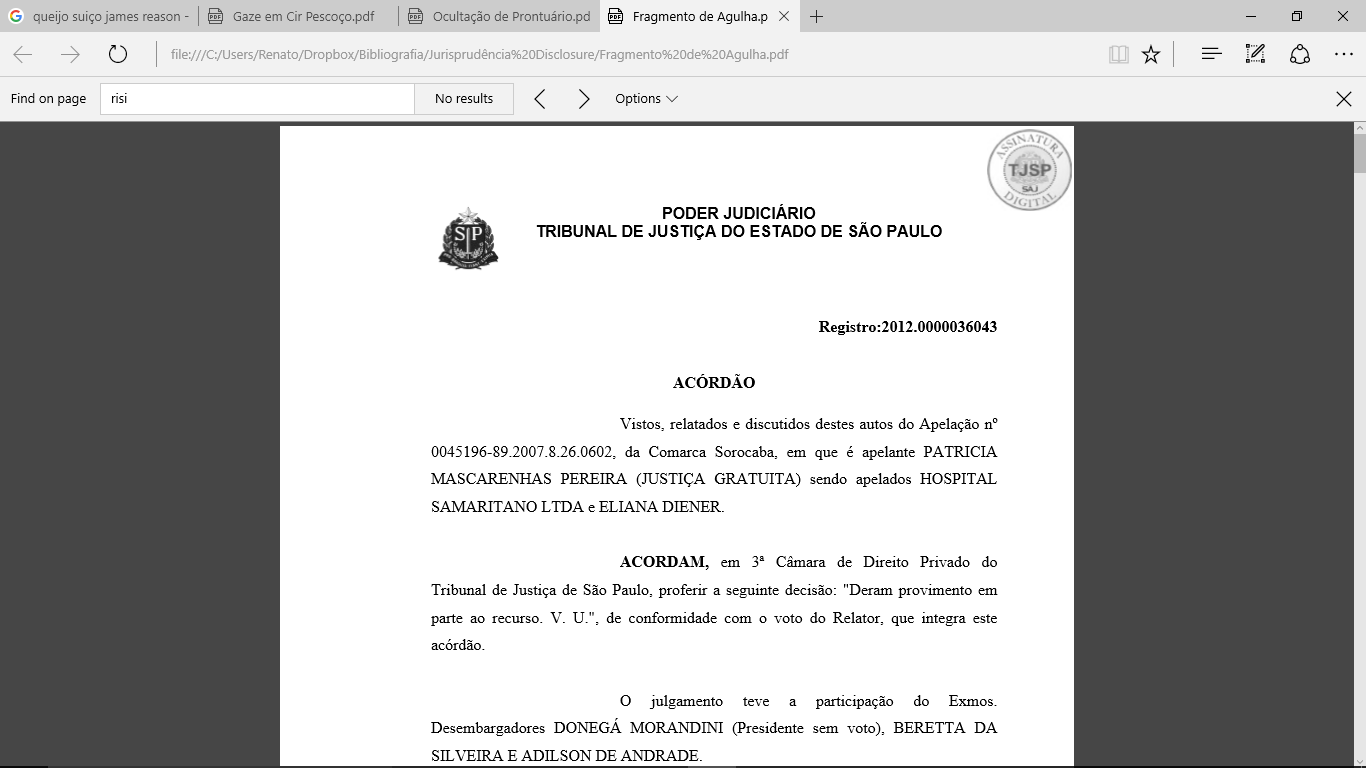 queijo suiço james reason -
Gaze em Cir Pescoço.pdf
Ocultação de Prontuário.pd
Fragmento de Agulha.p
file:///C:/Users/Renato/Dropbox/Bibliografia/Jurisprudência%20Disclosure/Fragmento%20de%20Agulha.pdf
Find on page
risi
No results
Options
ASSINATURA
TJSP
SAJ
DIGITAL
SP
PODER JUDICIÁRIO
TRIBUNAL DE JUSTIÇA DO ESTADO DE SÃO PAULO
Registro:2012.0000036043
ACÓRDÃO
Vistos, relatados e discutidos destes autos do Apelação nº
0045196-89.2007.8.26.0602, da Comarca Sorocaba, em que é apelante PATRICIA
MASCARENHAS PEREIRA (JUSTIÇA GRATUITA) sendo apelados HOSPITAL
SAMARITANO LTDA e ELIANA DIENER.
ACORDAM, em 3ª Câmara de Direito Privado do
Tribunal de Justiça de São Paulo, proferir a seguinte decisão: "Deram provimento em
parte ao recurso. V. U.", de conformidade com o voto do Relator, que integra este
acórdão.
O julgamento teve a participação do Exmos.
Desembargadores DONEGÁ MORANDINI (Presidente sem voto), BERETTA DA
SILVEIRA E ADILSON DE ANDRADE.